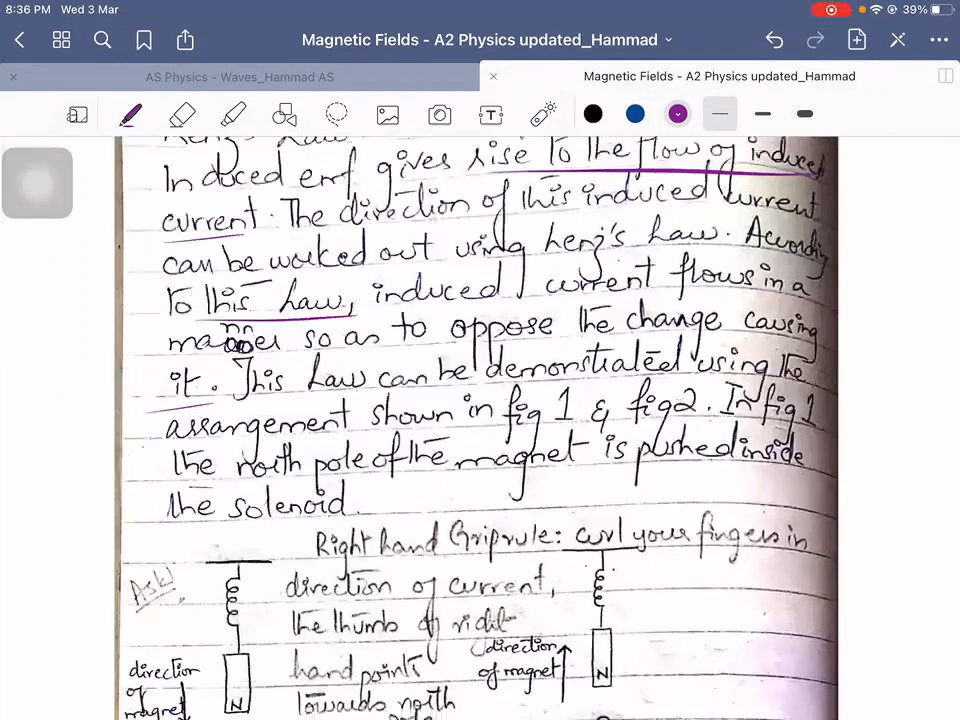 8:36 PM Wed 3 Mar
39%
Magnetic Fields - A2 Physics updated_Hammad
AS Physics - Waves_Hammad AS
Magnetic Fields - A2 Physics updated_Hammad
Induced emf gives rise to the flow of induced
current. The direction of this induced current
can be worked out using Lenz's Law. According
to this Law, induced current flows in a
manner so as to oppose the change causing
it. This Law can be demonstrated using the
arrangement shown in fig 1 & fig 2. In fig 1
the north pole of the magnet is pushed inside
the solenoid.
Right hand Grip rule: curl your fingers in
Ask!
direction of current,
the thumb of right
hand points
towards north
direction
of magnet
N
direction
of magnet
N